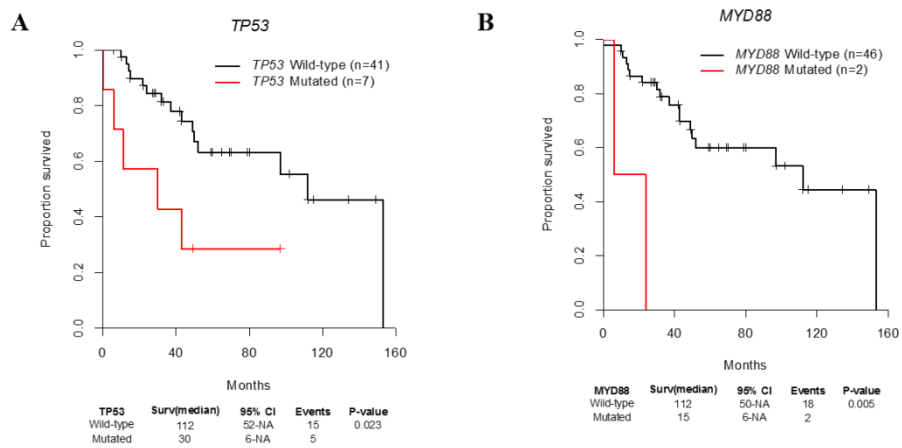 A
TP53
TP53 Wild-type (n=41)
TP53 Mutated (n=7)
Proportion survived
0.0 0.2 0.4 0.6 0.8 1.0
0 40 80 120 160
Months
TP53 Surv(median) 95% CI Events P-value
Wild-type 112 52-NA 15 0.023
Mutated 30 6-NA 5
B
MYD88
MYD88 Wild-type (n=46)
MYD88 Mutated (n=2)
Proportion survived
0.0 0.2 0.4 0.6 0.8 1.0
0 40 80 120 160
Months
MYD88 Surv(median) 95% CI Events P-value
Wild-type 112 50-NA 18 0.005
Mutated 15 6-NA 2